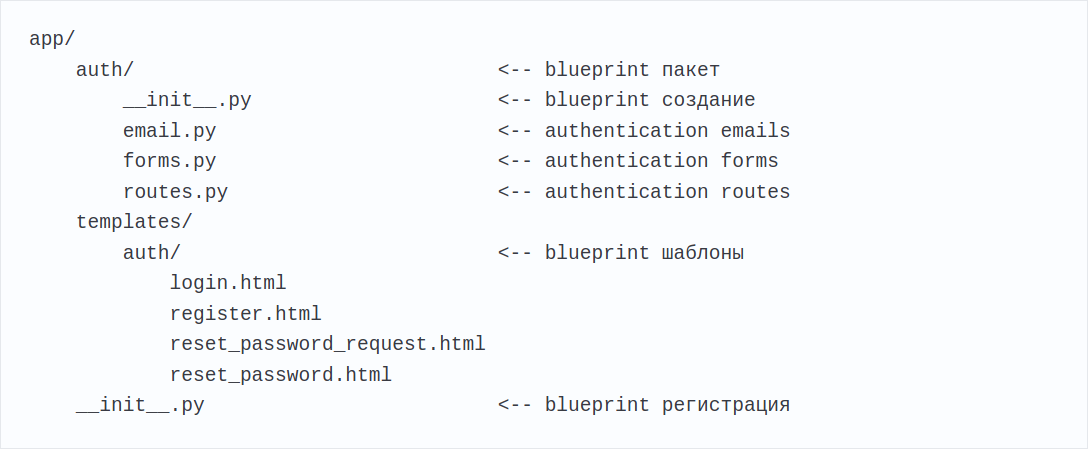 app/
    auth/                               <-- blueprint пакет
        __init__.py                     <-- blueprint создание
        email.py                        <-- authentication emails
        forms.py                        <-- authentication forms
        routes.py                       <-- authentication routes
    templates/
        auth/                           <-- blueprint шаблоны
            login.html
            register.html
            reset_password_request.html
            reset_password.html
    __init__.py                         <-- blueprint регистрация